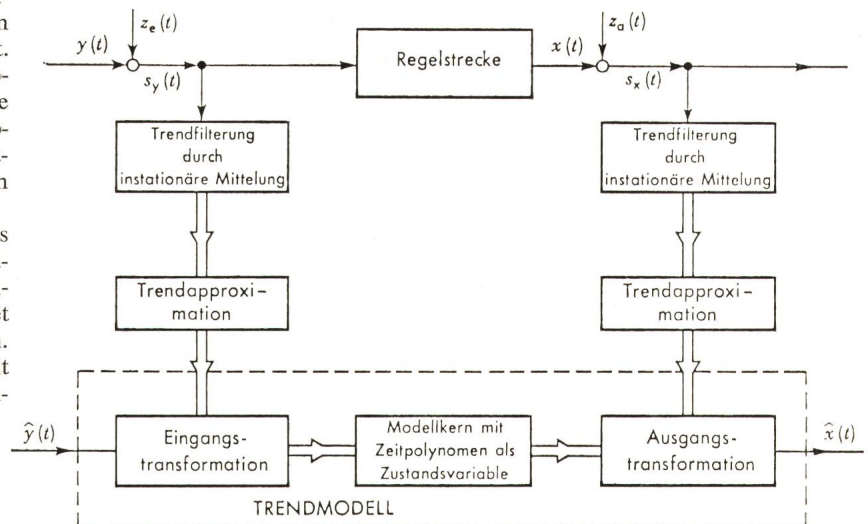 z_e(t)
z_a(t)
y(t)
s_y(t)
Regelstrecke
x(t)
s_x(t)
Trendfilterung
durch
instationäre Mittelung
Trendfilterung
durch
instationäre Mittelung
Trendapproxi-
mation
Trendapproxi-
mation
ŷ(t)
Eingangs-
transformation
Modellkern mit
Zeitpolynomen als
Zustandsvariable
Ausgangs-
transformation
x̂(t)
TRENDMODELL